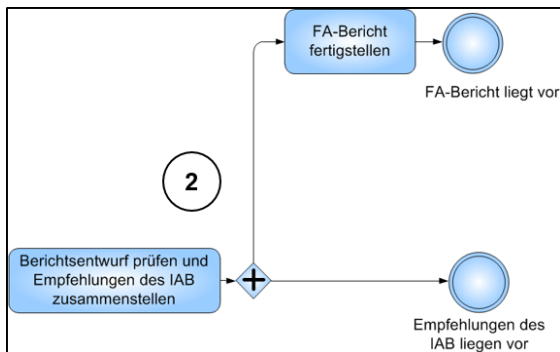 FA-Bericht
fertigstellen
FA-Bericht liegt vor
2
Berichtsentwurf prüfen und
Empfehlungen des IAB
zusammenstellen
Empfehlungen des
IAB liegen vor